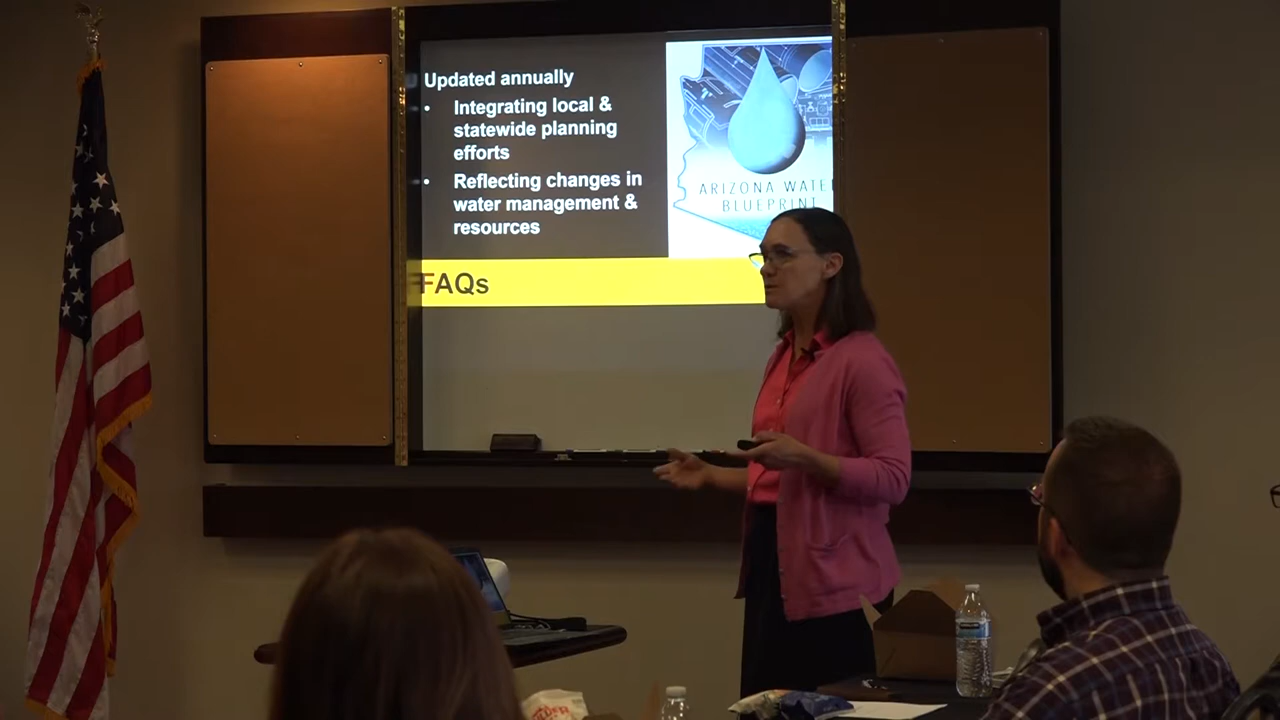 Updated annually
• Integrating local &
statewide planning
efforts
• Reflecting changes in
water management &
resources
ARIZONA WATE
BLUEPRINT
FAQs